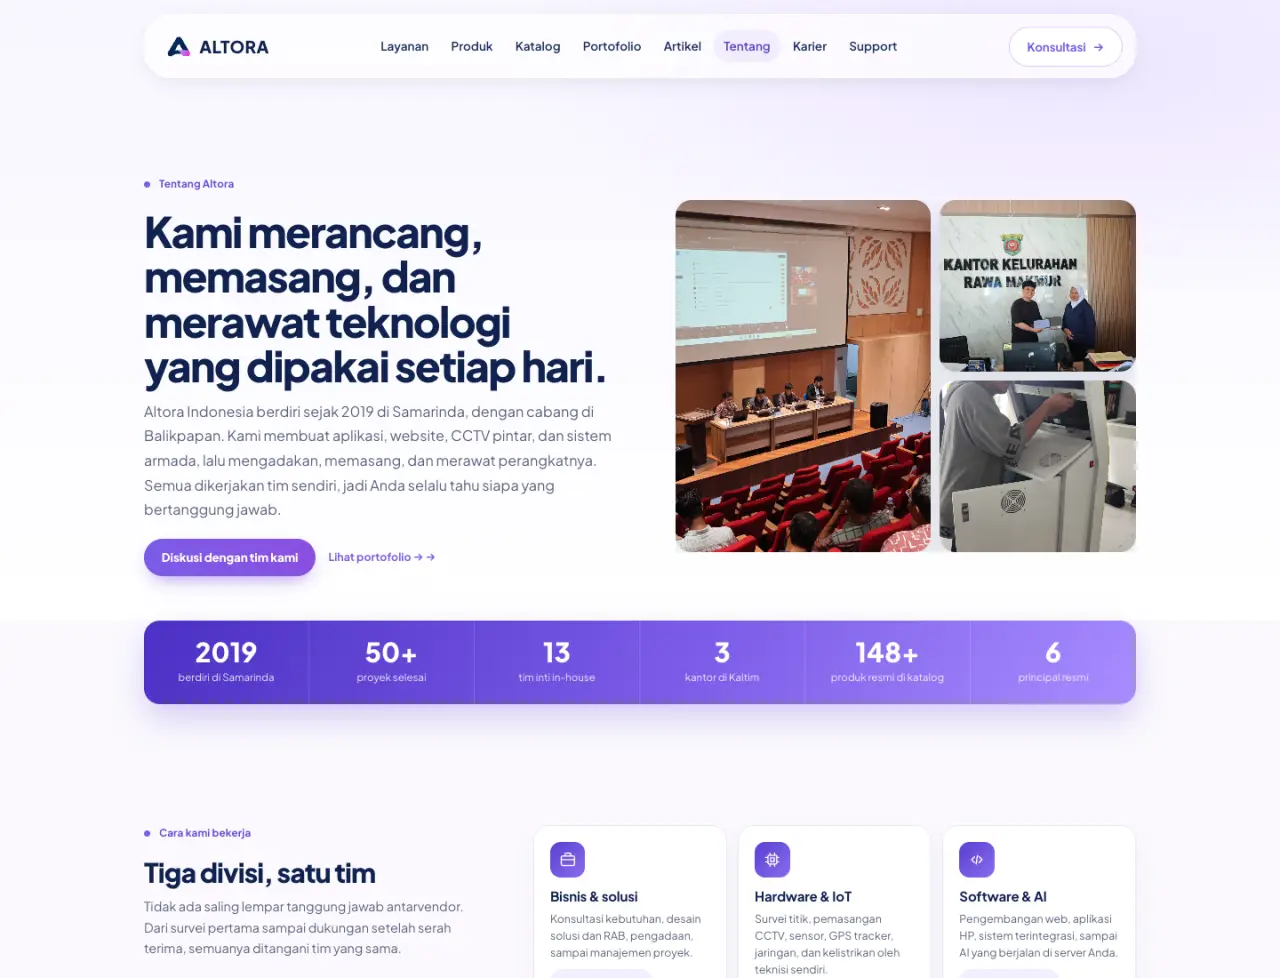 ALTORA
Layanan
Produk
Katalog
Portofolio
Artikel
Tentang
Karier
Support
Konsultasi →
Tentang Altora
Kami merancang,
memasang, dan
merawat teknologi
yang dipakai setiap hari.
Altora Indonesia berdiri sejak 2019 di Samarinda, dengan cabang di
Balikpapan. Kami membuat aplikasi, website, CCTV pintar, dan sistem
armada, lalu mengadakan, memasang, dan merawat perangkatnya.
Semua dikerjakan tim sendiri, jadi Anda selalu tahu siapa yang
bertanggung jawab.
Diskusi dengan tim kami
Lihat portofolio → →
KANTOR KELURAHAN
RAWA MAKMUR
2019
berdiri di Samarinda
50+
proyek selesai
13
tim inti in-house
3
kantor di Kaltim
148+
produk resmi di katalog
6
principal resmi
Cara kami bekerja
Tiga divisi, satu tim
Tidak ada saling lempar tanggung jawab antarvendor.
Dari survei pertama sampai dukungan setelah serah
terima, semuanya ditangani tim yang sama.
Bisnis & solusi
Konsultasi kebutuhan, desain
solusi dan RAB, pengadaan,
sampai manajemen proyek.
Hardware & IoT
Survei titik, pemasangan
CCTV, sensor, GPS tracker,
jaringan, dan kelistrikan oleh
teknisi sendiri.
Software & AI
Pengembangan web, aplikasi
HP, sistem terintegrasi, sampai
AI yang berjalan di server Anda.